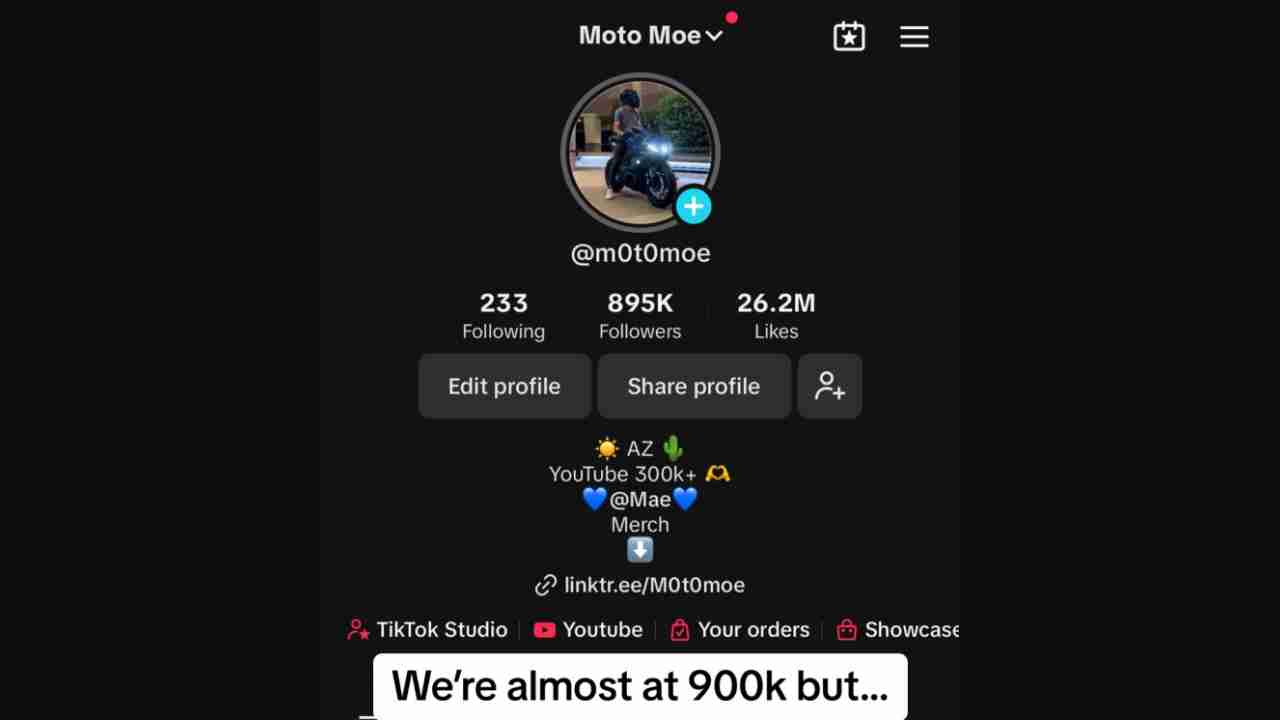 Moto Moe
@m0t0moe
233 895K 26.2M
Following Followers Likes
Edit profile Share profile
☀️ AZ 🌵
YouTube 300k+ 🫶
💙@Mae💙
Merch
⬇️
linktr.ee/M0t0moe
TikTok Studio Youtube Your orders Showcase
We're almost at 900k but...